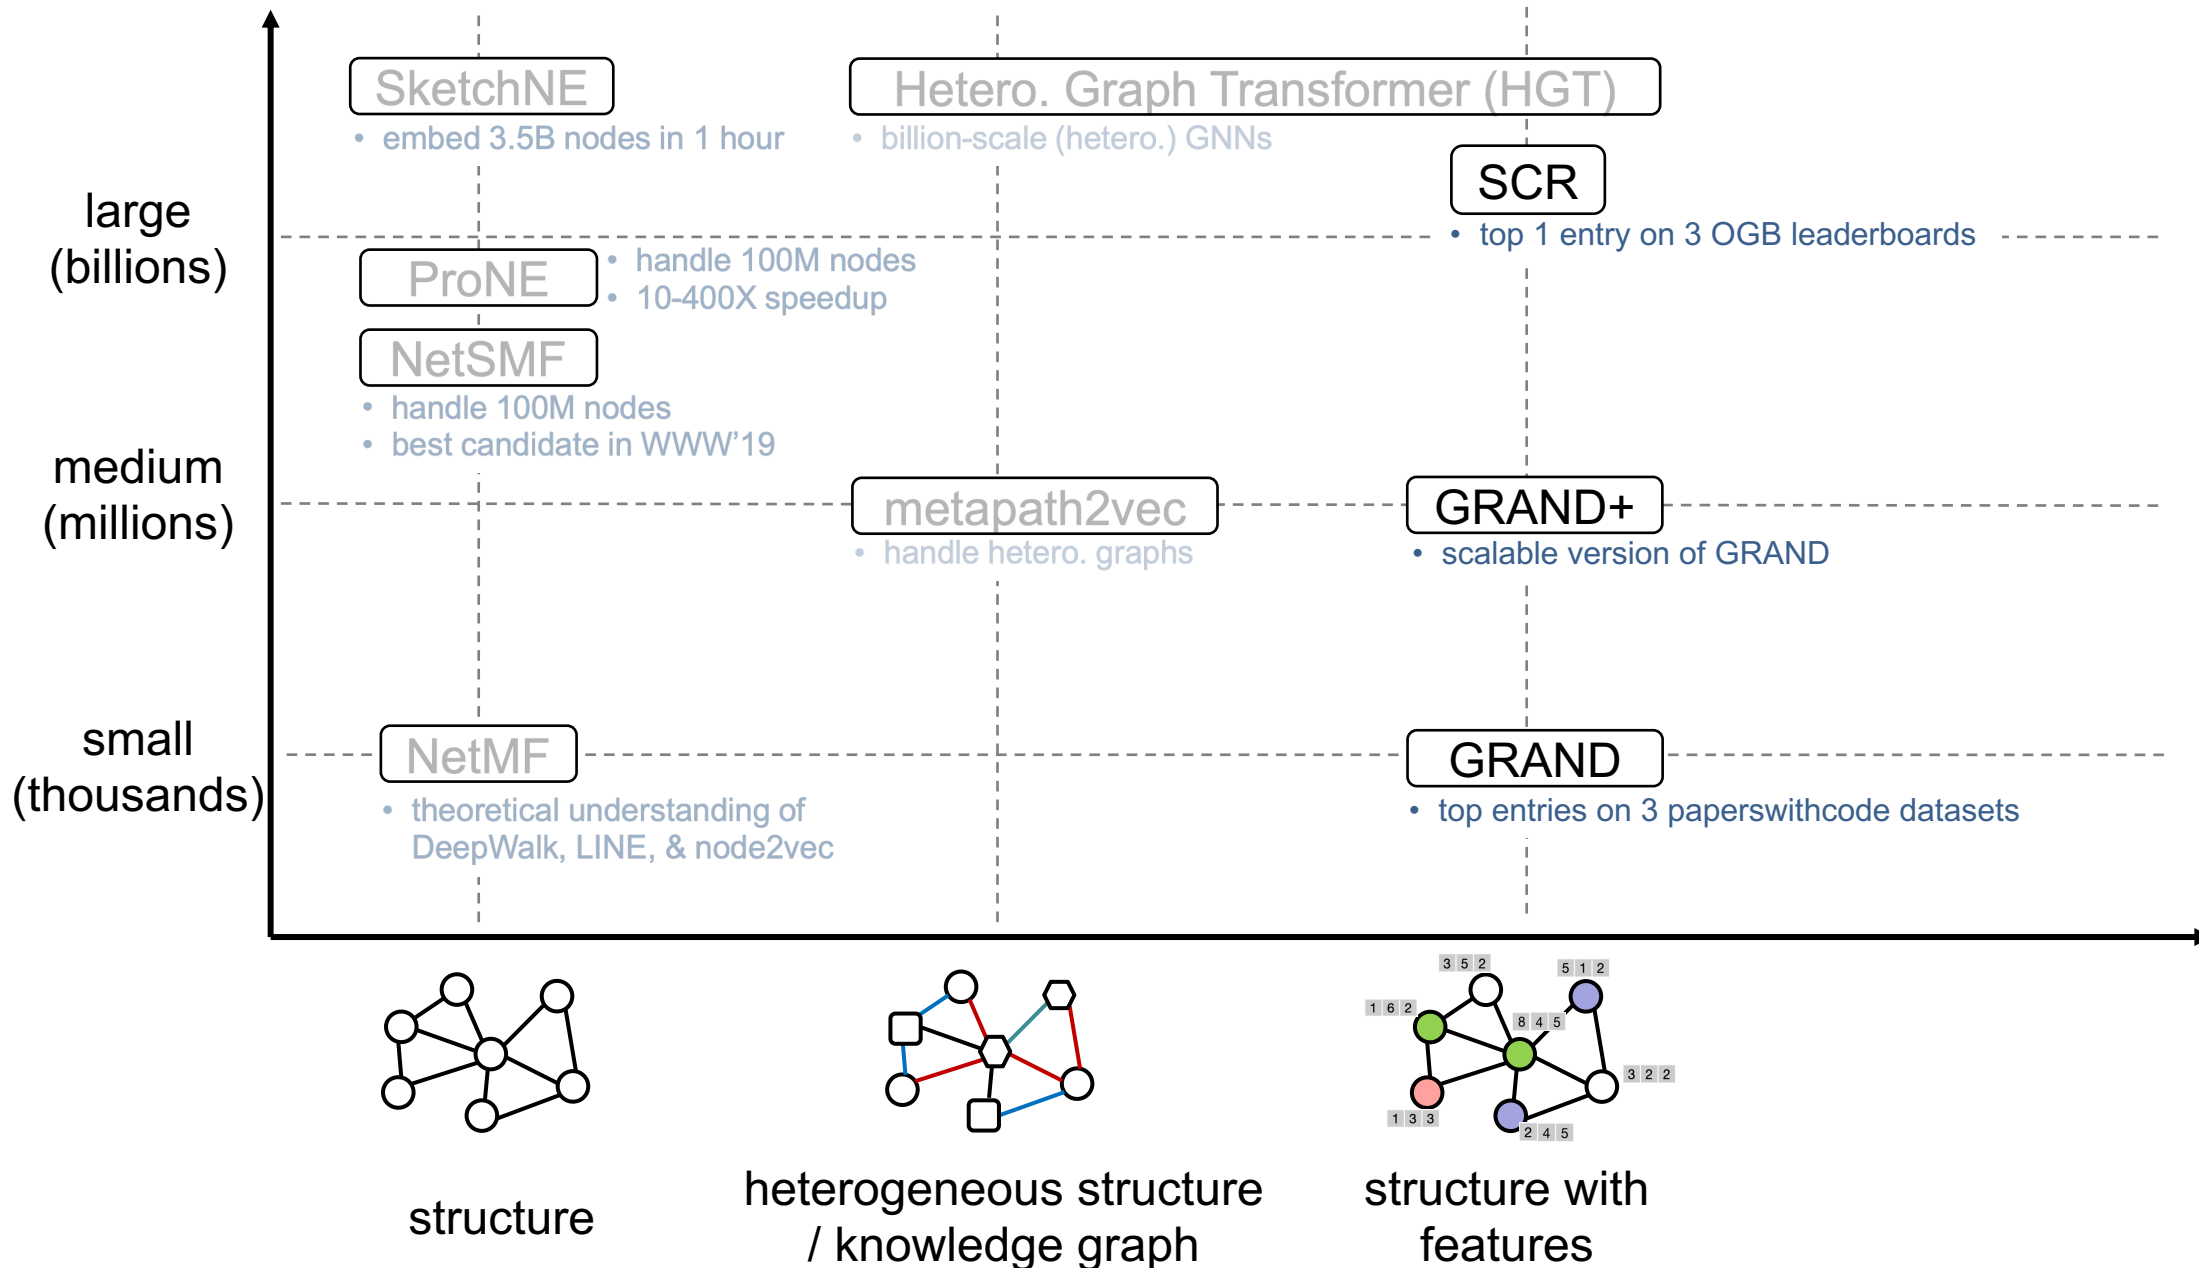 SketchNE
• embed 3.5B nodes in 1 hour
Hetero. Graph Transformer (HGT)
• billion-scale (hetero.) GNNs
SCR
• top 1 entry on 3 OGB leaderboards
large
(billions)
ProNE
• handle 100M nodes
• 10-400X speedup
NetSMF
• handle 100M nodes
• best candidate in WWW’19
medium
(millions)
metapath2vec
• handle hetero. graphs
GRAND+
• scalable version of GRAND
small
(thousands)
NetMF
• theoretical understanding of
DeepWalk, LINE, & node2vec
GRAND
• top entries on 3 paperswithcode datasets
3 5 2
5 1 2
1 6 2
8 4 5
3 2 2
1 3 3
2 4 5
structure
heterogeneous structure
/ knowledge graph
structure with
features